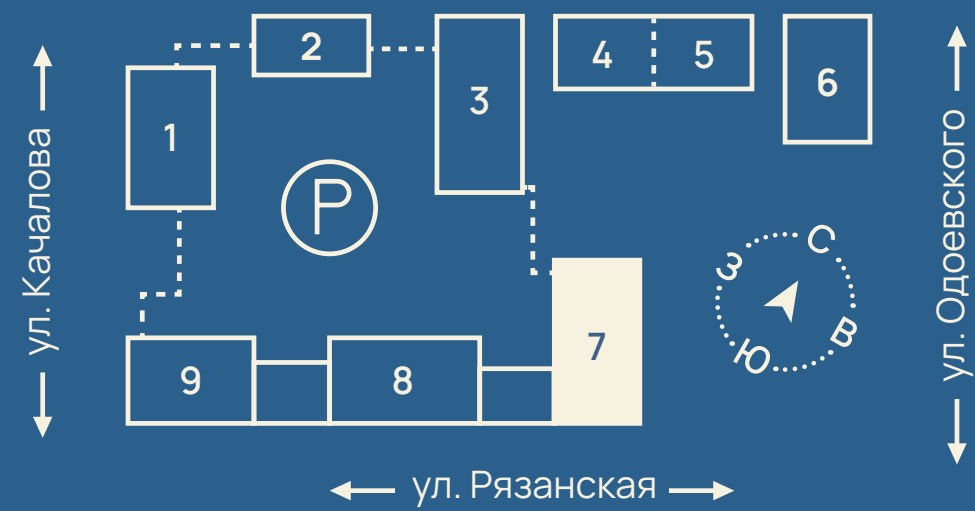 2
4
5
6
3
1
P
ул. Качалова
ул. Одоевского
С
З
В
Ю
7
9
8
ул. Рязанская